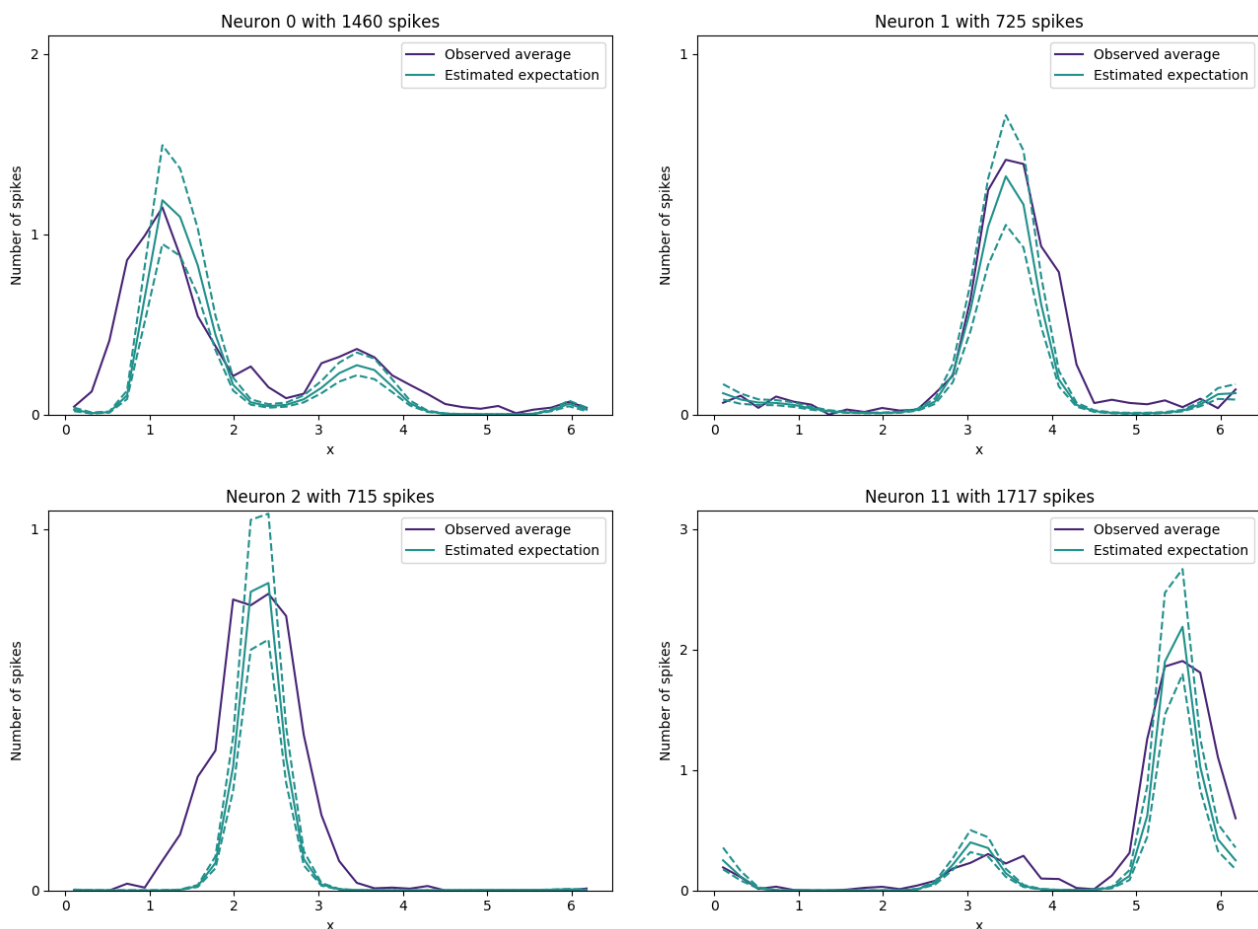 Neuron 0 with 1460 spikes
2
1
0
Number of spikes
Observed average
Estimated expectation
0 1 2 3 4 5 6
x
Neuron 1 with 725 spikes
1
0
Number of spikes
Observed average
Estimated expectation
0 1 2 3 4 5 6
x
Neuron 2 with 715 spikes
1
0
Number of spikes
Observed average
Estimated expectation
0 1 2 3 4 5 6
x
Neuron 11 with 1717 spikes
3
2
1
0
Number of spikes
Observed average
Estimated expectation
0 1 2 3 4 5 6
x